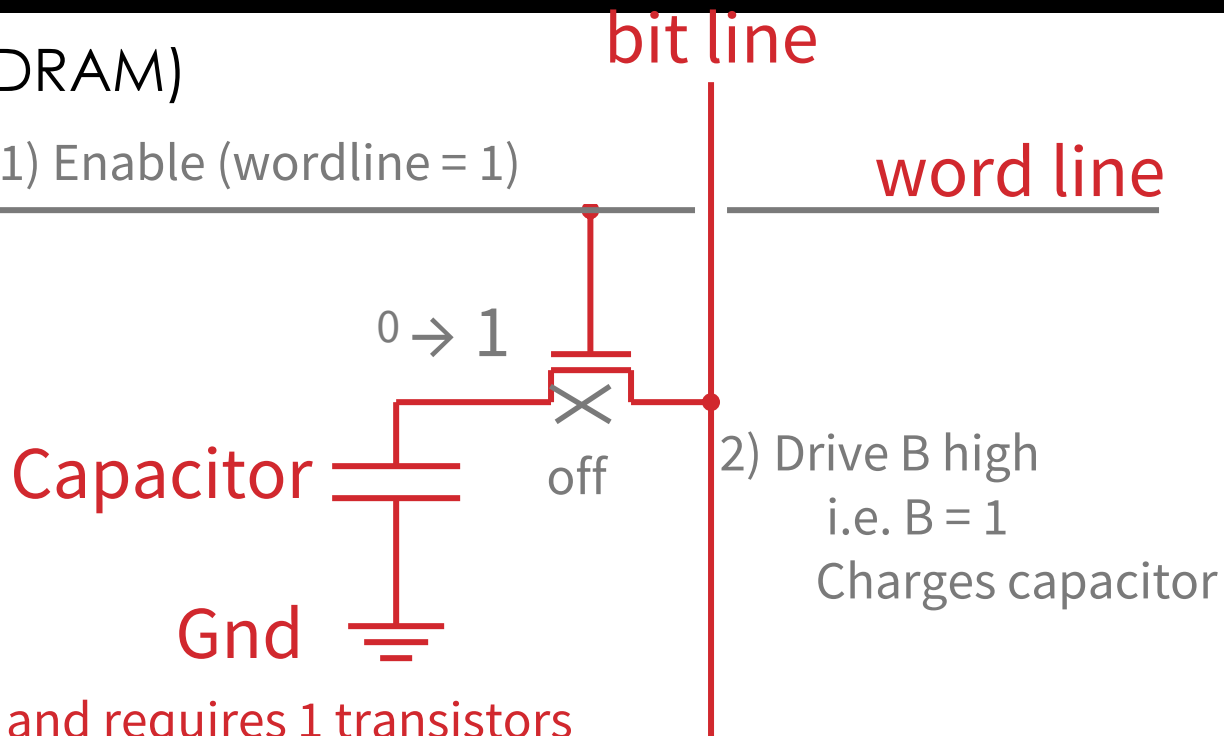 bit line
DRAM)
1) Enable (wordline = 1)
word line
0 → 1
Capacitor
off
2) Drive B high
i.e. B = 1
Charges capacitor
Gnd
and requires 1 transistors